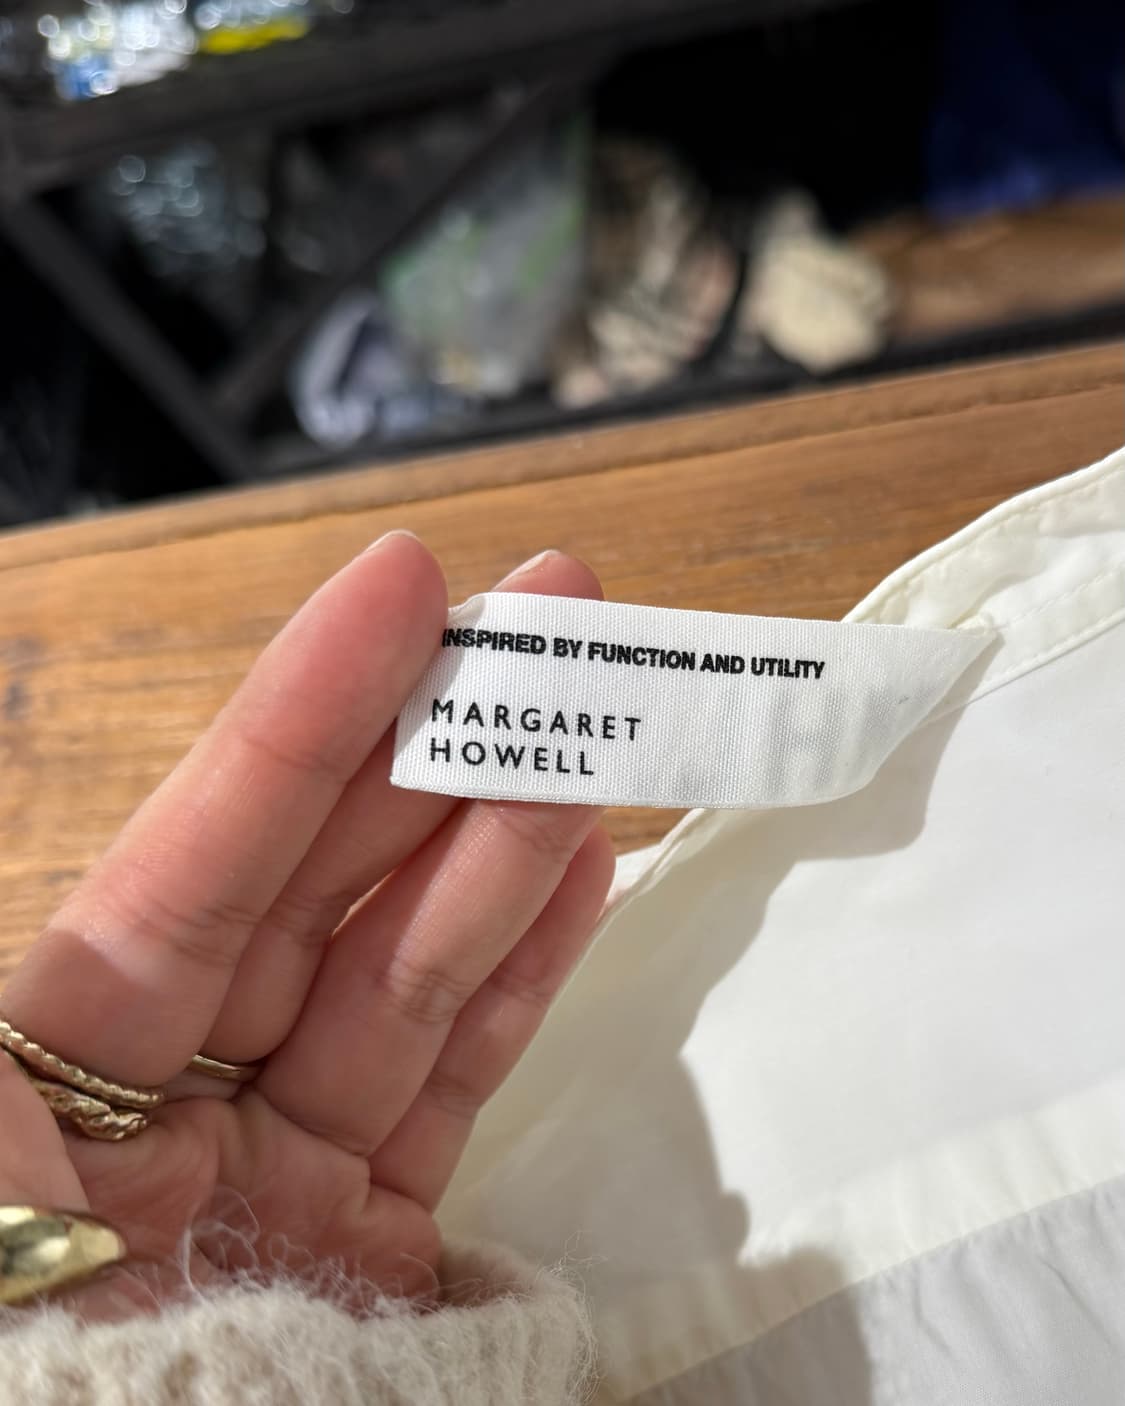 INSPIRED BY FUNCTION AND UTILITY
MARGARET
HOWELL